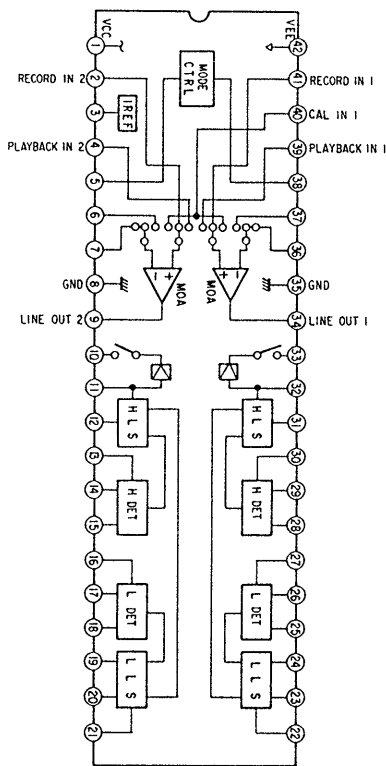 VCC
VEE
1
42
RECORD IN 2
2
MODE CTRL
41
RECORD IN 1
3
IREF
40
CAL IN 1
PLAYBACK IN 2
4
39
PLAYBACK IN 1
5
38
6
37
7
36
- +
+ -
GND
8
MOA
MOA
35
GND
LINE OUT 2
9
34
LINE OUT 1
10
33
11
32
12
H L S
H L S
31
13
30
14
H DET
H DET
29
15
28
16
27
17
L DET
L DET
26
18
25
19
24
20
L L S
L L S
23
21
22